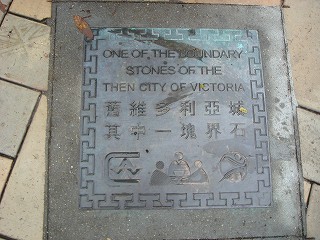 ONE OF THE BOUNDARY
STONES OF THE
THEN CITY OF VICTORIA
舊維多利亞城
其中一塊界石